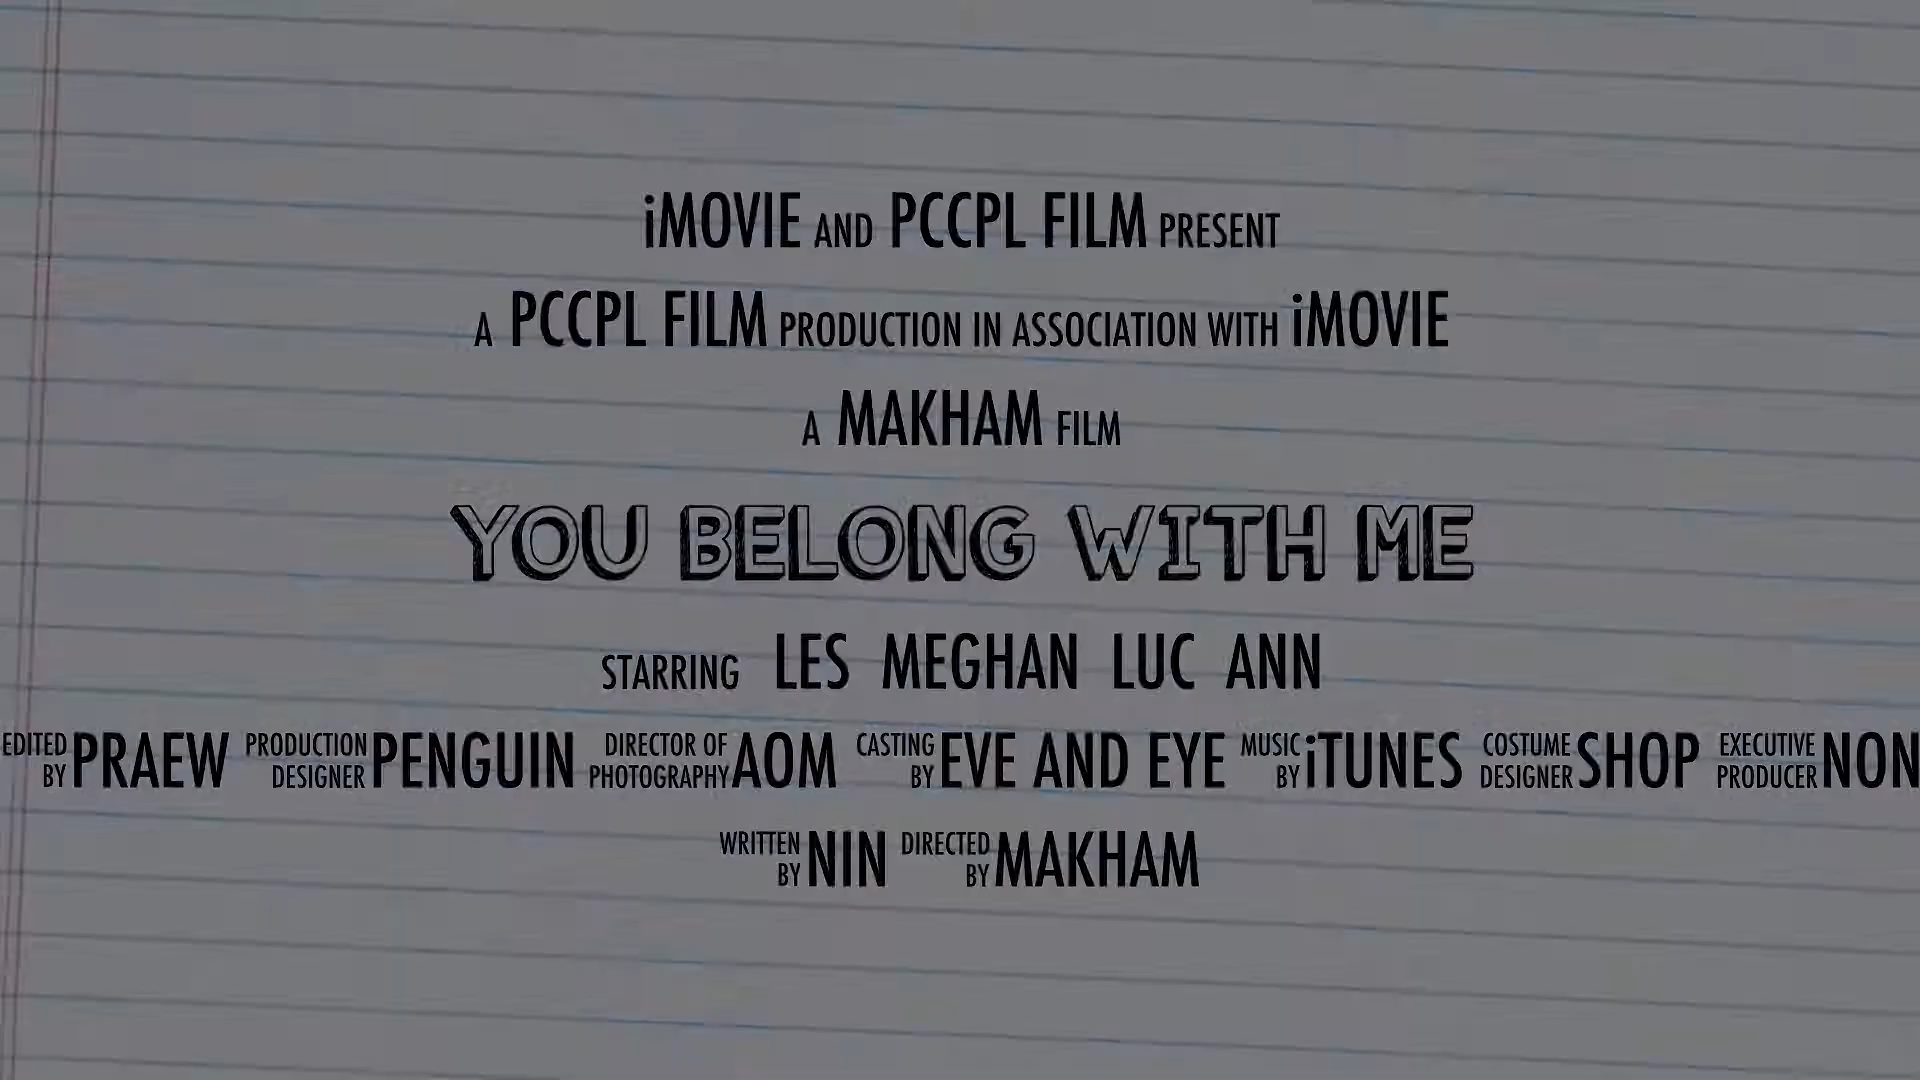 iMOVIE AND PCCPL FILM PRESENT
A PCCPL FILM PRODUCTION IN ASSOCIATION WITH iMOVIE
A MAKHAM FILM
YOU BELONG WITH ME
STARRING LES MEGHAN LUC ANN
EDITED BY PRAEW PRODUCTION DESIGNER PENGUIN DIRECTOR OF PHOTOGRAPHY AOM CASTING BY EVE AND EYE MUSIC BY iTUNES COSTUME DESIGNER SHOP EXECUTIVE PRODUCER NON
WRITTEN BY NIN DIRECTED BY MAKHAM